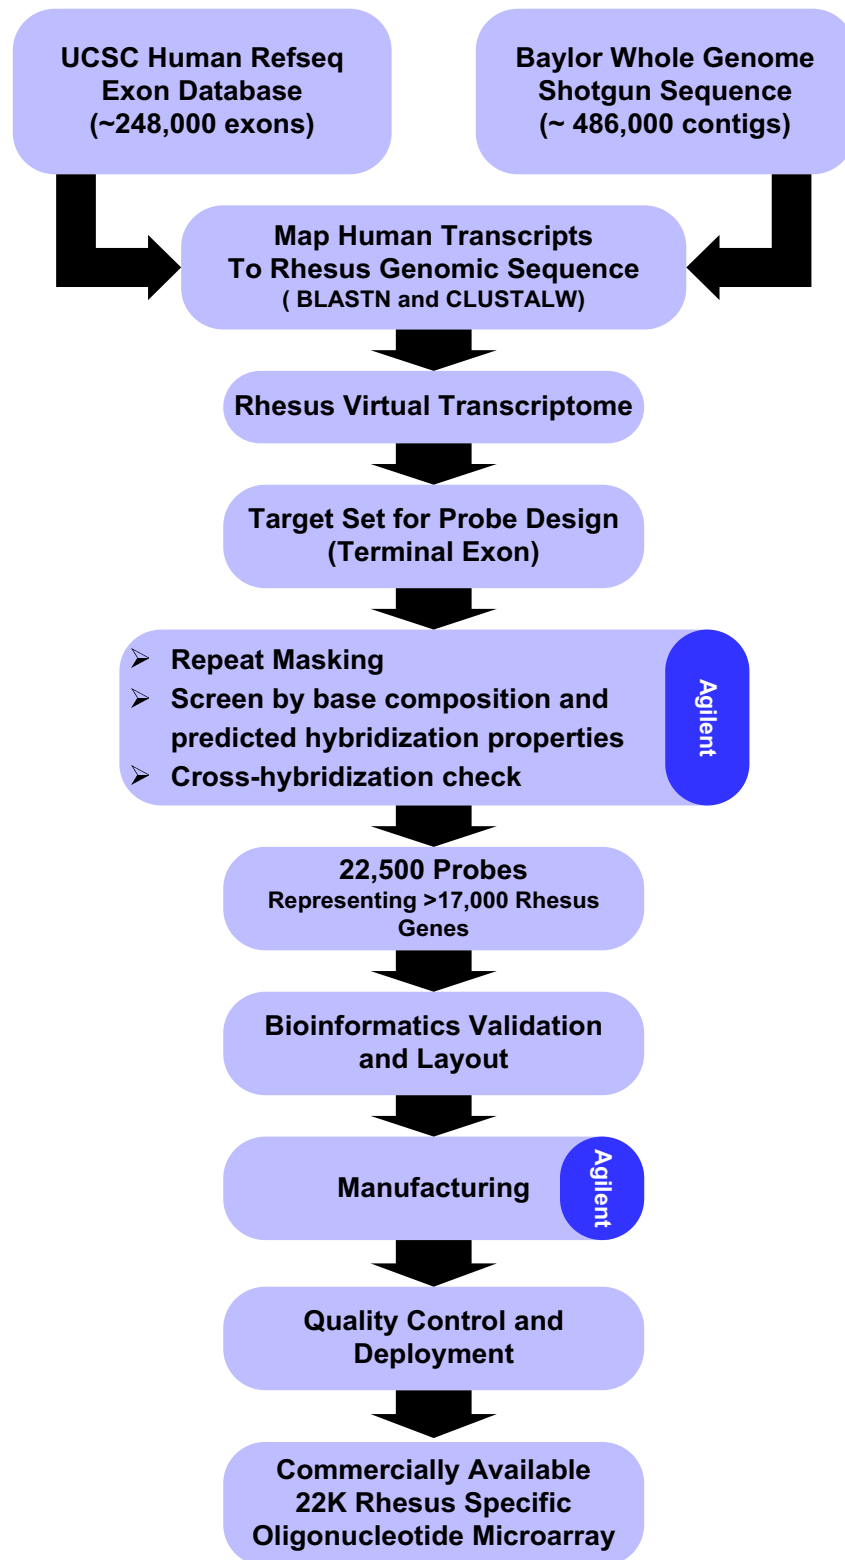 UCSC Human Refseq
Exon Database
(~248,000 exons)
Baylor Whole Genome
Shotgun Sequence
(~ 486,000 contigs)
Map Human Transcripts
To Rhesus Genomic Sequence
( BLASTN and CLUSTALW)
Rhesus Virtual Transcriptome
Target Set for Probe Design
(Terminal Exon)
➢ Repeat Masking
➢ Screen by base composition and
predicted hybridization properties
➢ Cross-hybridization check
Agilent
22,500 Probes
Representing >17,000 Rhesus
Genes
Bioinformatics Validation
and Layout
Manufacturing
Agilent
Quality Control and
Deployment
Commercially Available
22K Rhesus Specific
Oligonucleotide Microarray